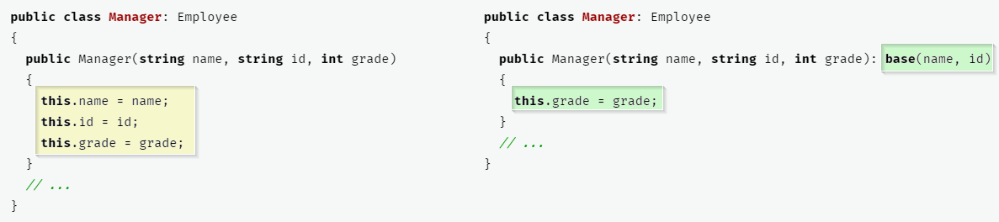 public class Manager: Employee
{
  public Manager(string name, string id, int grade)
  {
    this.name = name;
    this.id = id;
    this.grade = grade;
  }
  // ...
}
public class Manager: Employee
{
  public Manager(string name, string id, int grade): base(name, id)
  {
    this.grade = grade;
  }
  // ...
}